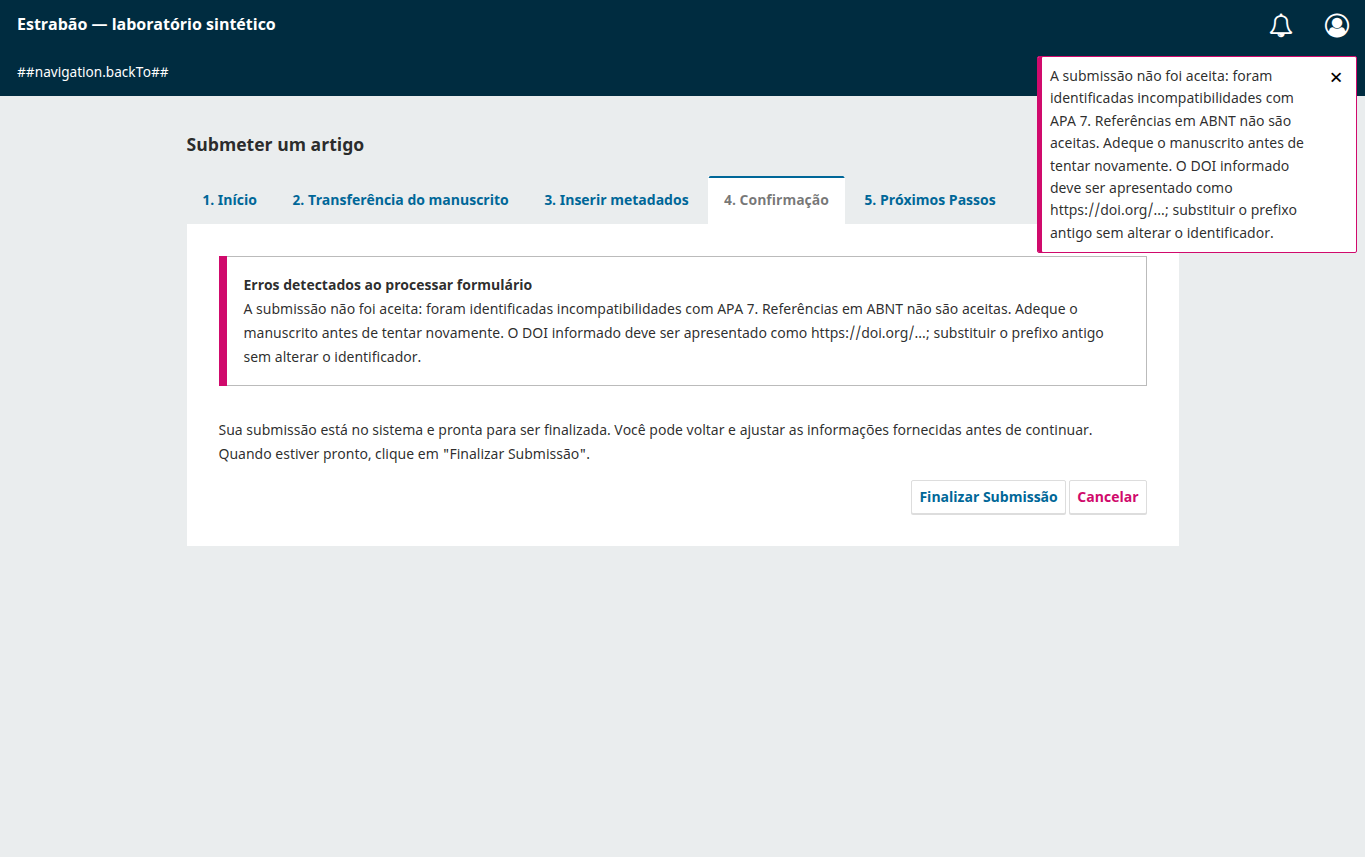 Estrabão — laboratório sintético
##navigation.backTo##
A submissão não foi aceita: foram
identificadas incompatibilidades com
APA 7. Referências em ABNT não são
aceitas. Adeque o manuscrito antes de
tentar novamente. O DOI informado
deve ser apresentado como
https://doi.org/...; substituir o prefixo
antigo sem alterar o identificador.
Submeter um artigo
1. Início
2. Transferência do manuscrito
3. Inserir metadados
4. Confirmação
5. Próximos Passos
Erros detectados ao processar formulário
A submissão não foi aceita: foram identificadas incompatibilidades com APA 7. Referências em ABNT não são aceitas. Adeque o
manuscrito antes de tentar novamente. O DOI informado deve ser apresentado como https://doi.org/...; substituir o prefixo antigo
sem alterar o identificador.
Sua submissão está no sistema e pronta para ser finalizada. Você pode voltar e ajustar as informações fornecidas antes de continuar.
Quando estiver pronto, clique em "Finalizar Submissão".
Finalizar Submissão
Cancelar